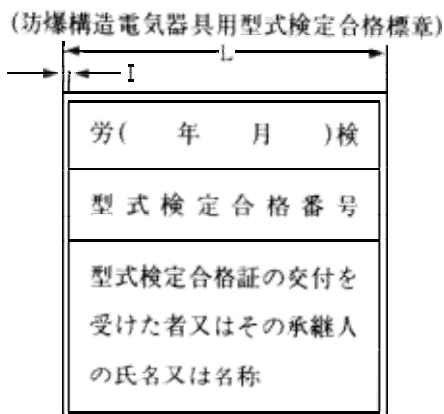 (防爆構造電気器具用型式検定合格標章)
L
I
労(　年　月　)検
型式検定合格番号
型式検定合格証の交付を
受けた者又はその承継人
の氏名又は名称